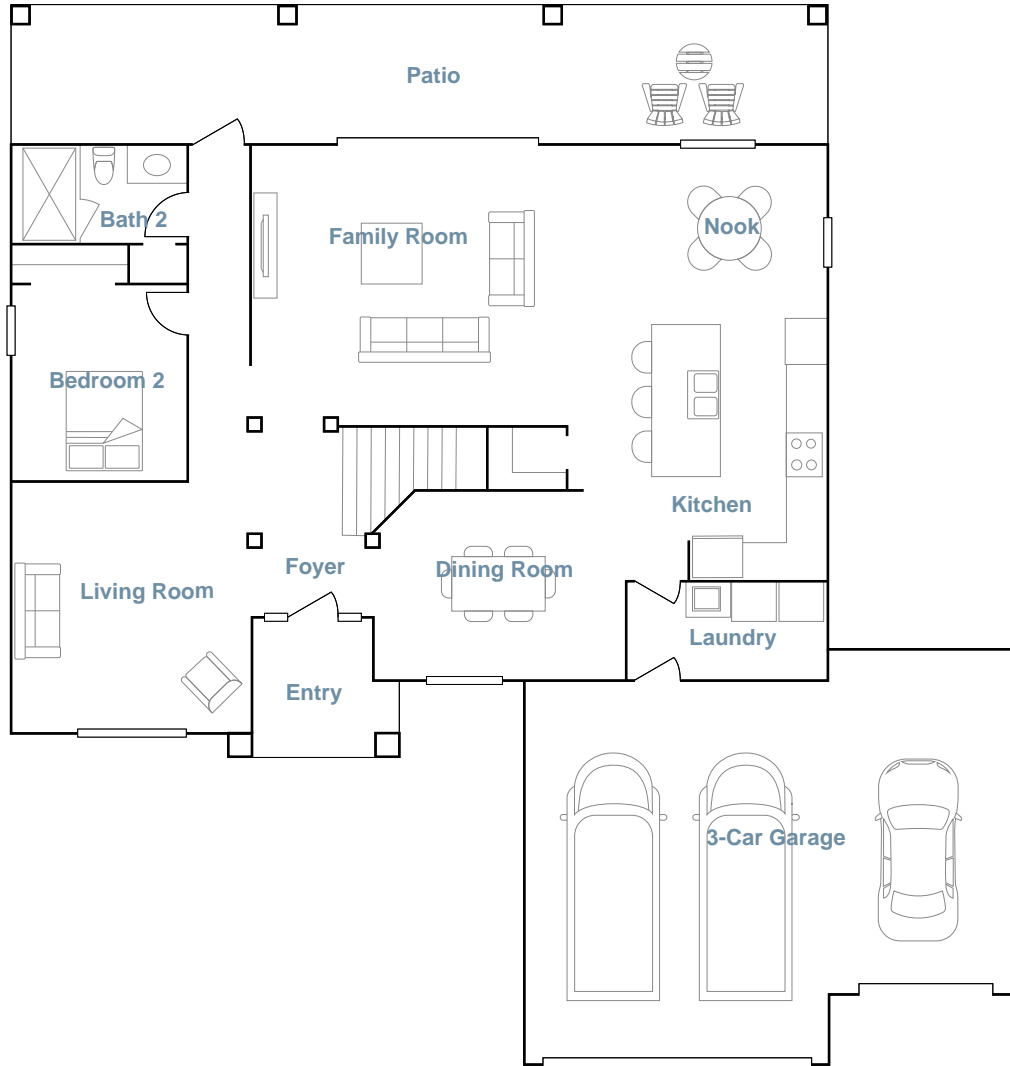 Patio
Bath 2
Family Room
Nook
Bedroom 2
Kitchen
Foyer
Dining Room
Living Room
Laundry
Entry
3-Car Garage